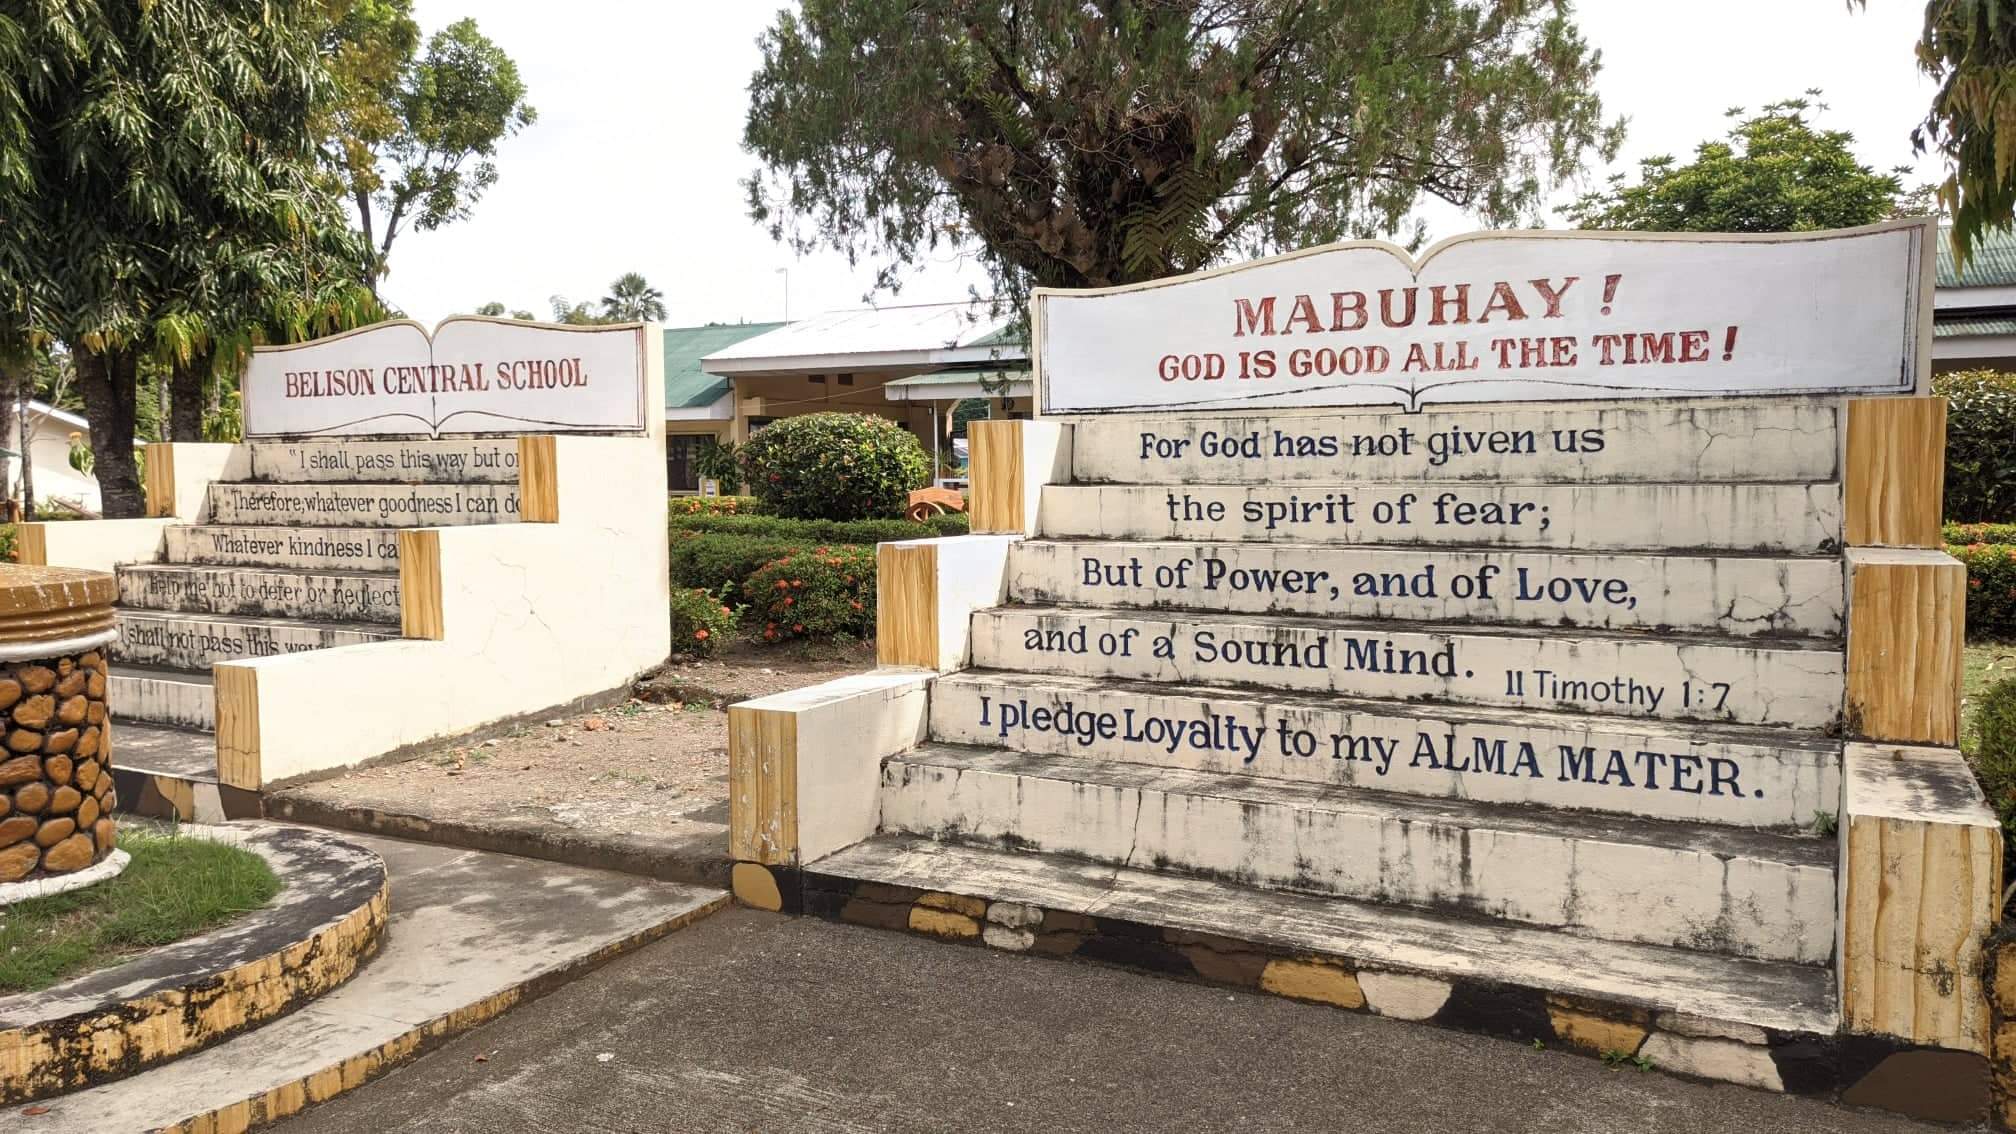 BELISON CENTRAL SCHOOL
"I shall pass this way but
Therefore, whatever goodness I can do
Whatever kindness I
help me not to defer or neglect
I shall not pass this way
MABUHAY!
GOD IS GOOD ALL THE TIME!
For God has not given us
the spirit of fear;
But of Power, and of Love,
and of a Sound Mind.
II Timothy 1:7
I pledge Loyalty to my ALMA MATER.